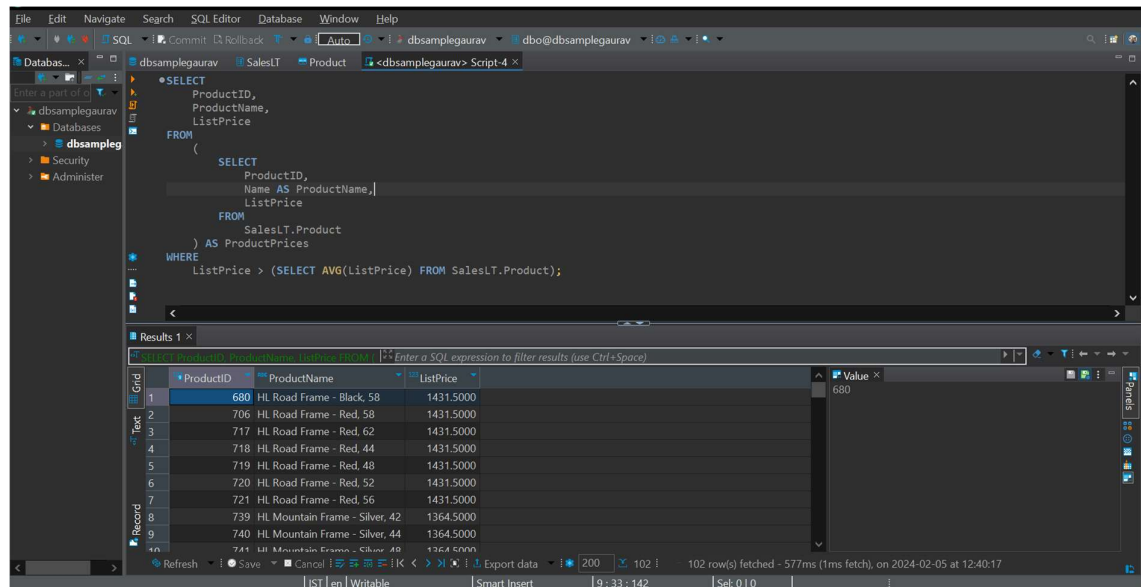 File Edit Navigate Search SQL Editor Database Window Help
SQL Commit Rollback Auto dbsamplegaurav dbo@dbsamplegaurav
Databas... dbsamplegaurav SalesLT Product <dbsamplegaurav> Script-4
Enter a part of o
dbsamplegaurav
Databases
dbsampleg
Security
Administer
SELECT
ProductID,
ProductName,
ListPrice
FROM
(
SELECT
ProductID,
Name AS ProductName,
ListPrice
FROM
SalesLT.Product
) AS ProductPrices
WHERE
ListPrice > (SELECT AVG(ListPrice) FROM SalesLT.Product);
Results 1
SELECT ProductID, ProductName, ListPrice FROM ( Enter a SQL expression to filter results (use Ctrl+Space)
Grid
Text
Record
ProductID ProductName ListPrice
1 680 HL Road Frame - Black, 58 1431.5000
2 706 HL Road Frame - Red, 58 1431.5000
3 717 HL Road Frame - Red, 62 1431.5000
4 718 HL Road Frame - Red, 44 1431.5000
5 719 HL Road Frame - Red, 48 1431.5000
6 720 HL Road Frame - Red, 52 1431.5000
7 721 HL Road Frame - Red, 56 1431.5000
8 739 HL Mountain Frame - Silver, 42 1364.5000
9 740 HL Mountain Frame - Silver, 44 1364.5000
10 741 HL Mountain Frame - Silver, 48 1364.5000
Value
680
Panels
Refresh Save Cancel Export data 200 102 102 row(s) fetched - 577ms (1ms fetch), on 2024-02-05 at 12:40:17
IST en Writable Smart Insert 9 : 33 : 142 Sel: 0 | 0